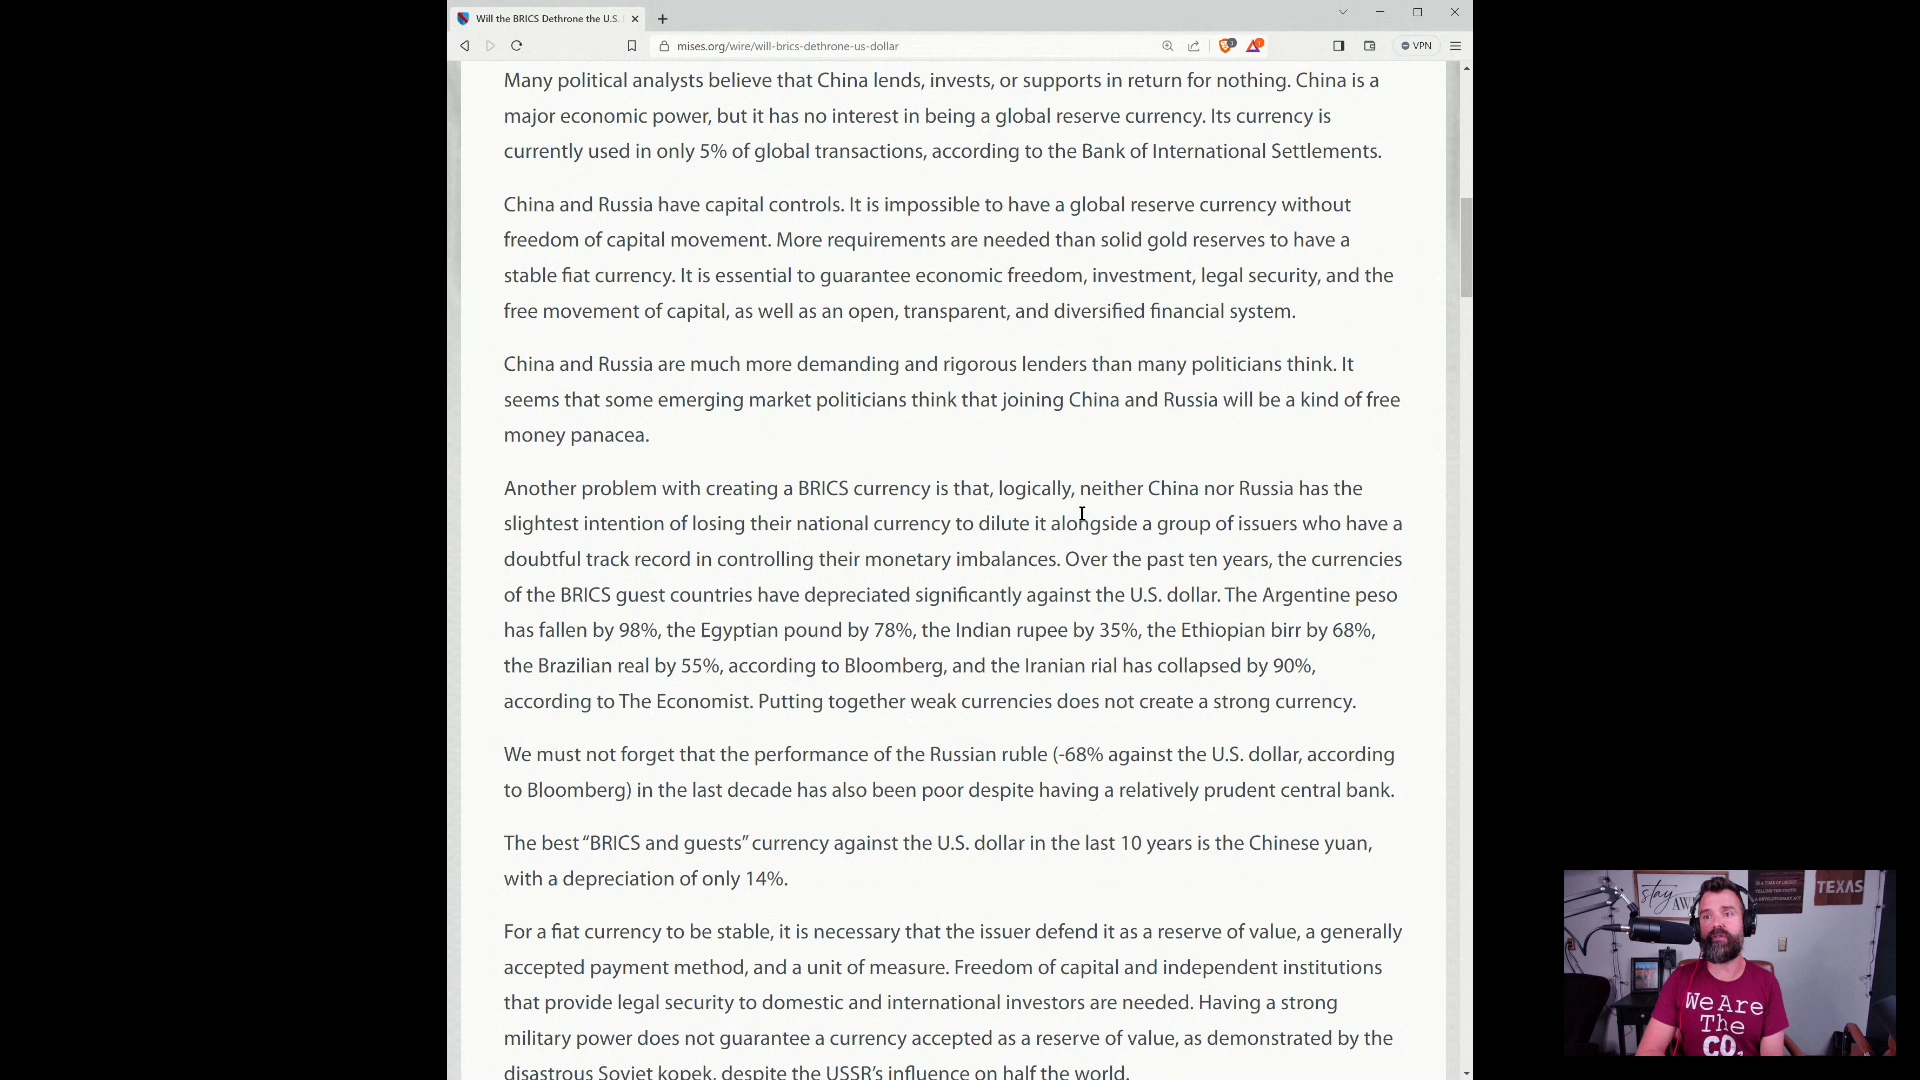 Will the BRICS Dethrone the U.S.
mises.org/wire/will-brics-dethrone-us-dollar
VPN
Many political analysts believe that China lends, invests, or supports in return for nothing. China is a
major economic power, but it has no interest in being a global reserve currency. Its currency is
currently used in only 5% of global transactions, according to the Bank of International Settlements.
China and Russia have capital controls. It is impossible to have a global reserve currency without
freedom of capital movement. More requirements are needed than solid gold reserves to have a
stable fiat currency. It is essential to guarantee economic freedom, investment, legal security, and the
free movement of capital, as well as an open, transparent, and diversified financial system.
China and Russia are much more demanding and rigorous lenders than many politicians think. It
seems that some emerging market politicians think that joining China and Russia will be a kind of free
money panacea.
Another problem with creating a BRICS currency is that, logically, neither China nor Russia has the
slightest intention of losing their national currency to dilute it alongside a group of issuers who have a
doubtful track record in controlling their monetary imbalances. Over the past ten years, the currencies
of the BRICS guest countries have depreciated significantly against the U.S. dollar. The Argentine peso
has fallen by 98%, the Egyptian pound by 78%, the Indian rupee by 35%, the Ethiopian birr by 68%,
the Brazilian real by 55%, according to Bloomberg, and the Iranian rial has collapsed by 90%,
according to The Economist. Putting together weak currencies does not create a strong currency.
We must not forget that the performance of the Russian ruble (-68% against the U.S. dollar, according
to Bloomberg) in the last decade has also been poor despite having a relatively prudent central bank.
The best “BRICS and guests” currency against the U.S. dollar in the last 10 years is the Chinese yuan,
with a depreciation of only 14%.
For a fiat currency to be stable, it is necessary that the issuer defend it as a reserve of value, a generally
accepted payment method, and a unit of measure. Freedom of capital and independent institutions
that provide legal security to domestic and international investors are needed. Having a strong
military power does not guarantee a currency accepted as a reserve of value, as demonstrated by the
disastrous Soviet kopek, despite the USSR's influence on half the world.
stay
TEXAS
We Are
The
CO